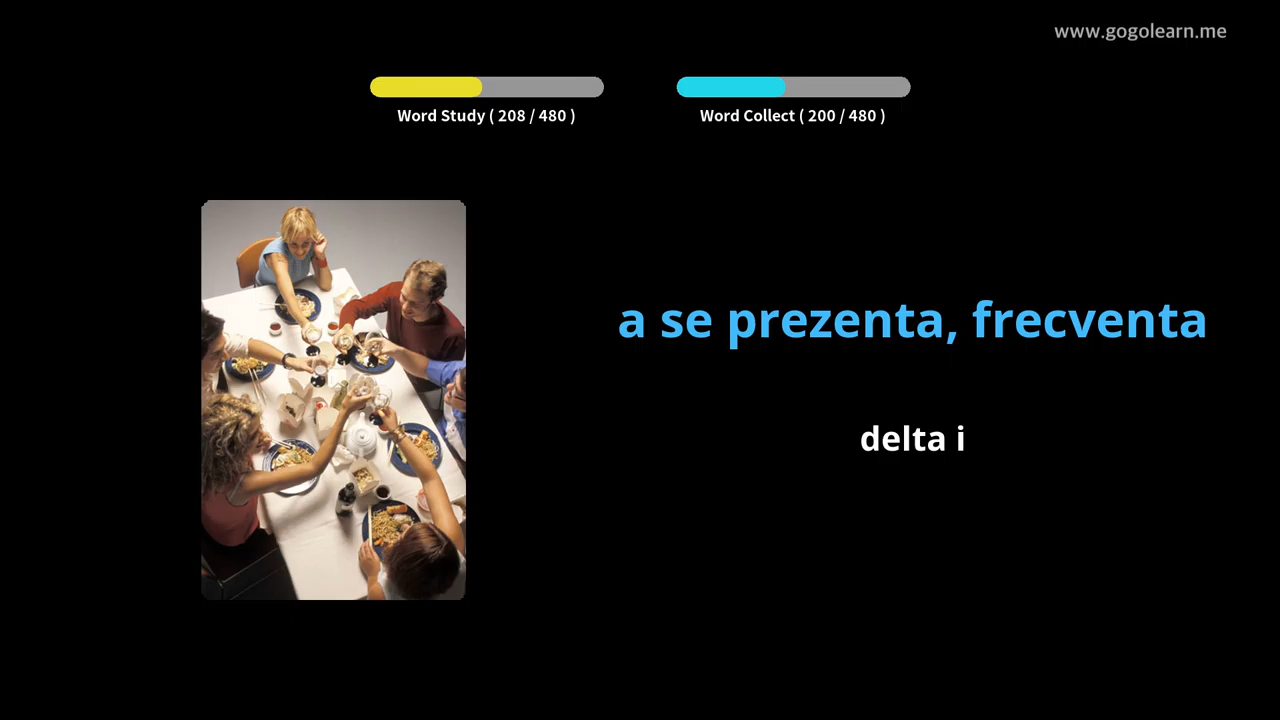 www.gogolearn.me
Word Study ( 208 / 480 )
Word Collect ( 200 / 480 )
a se prezenta, frecventa
delta i